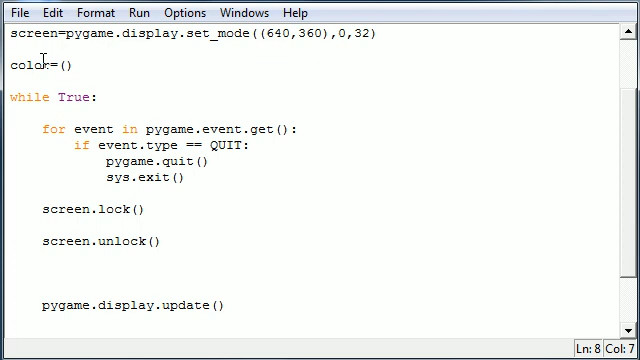 File Edit Format Run Options Windows Help
screen=pygame.display.set_mode((640,360),0,32)
color=()
while True:
for event in pygame.event.get():
if event.type == QUIT:
pygame.quit()
sys.exit()
screen.lock()
screen.unlock()
pygame.display.update()
Ln: 8 Col: 7